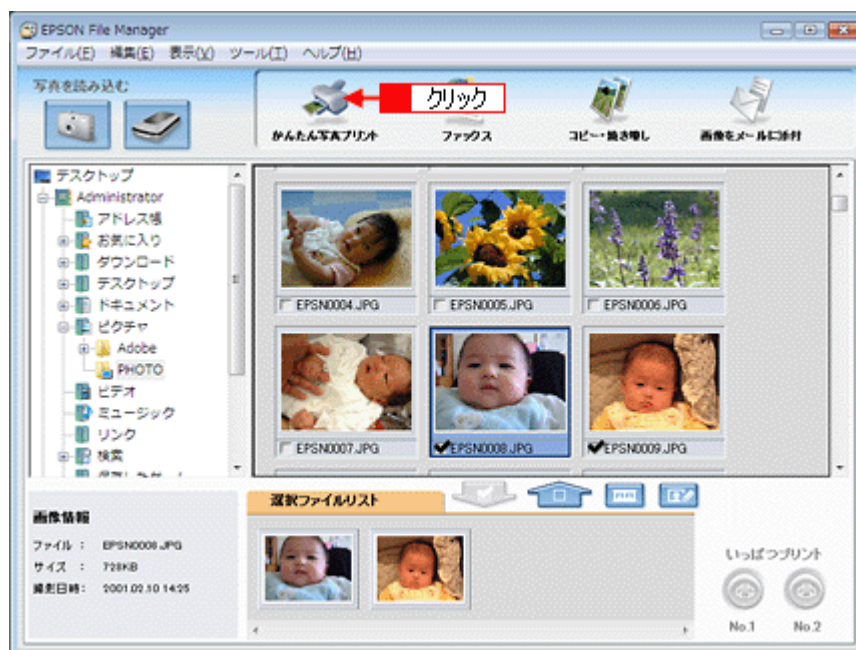 EPSON File Manager
ファイル(F) 編集(E) 表示(V) ツール(T) ヘルプ(H)
写真を読み込む
クリック
かんたん写真プリント
ファックス
コピー・焼き増し
画像をメールに添付
デスクトップ
Administrator
アドレス帳
お気に入り
ダウンロード
デスクトップ
ドキュメント
ピクチャ
Adobe
PHOTO
ビデオ
ミュージック
リンク
検索
EPSN0004.JPG
EPSN0005.JPG
EPSN0006.JPG
EPSN0007.JPG
EPSN0008.JPG
EPSN0009.JPG
画像情報
ファイル : EPSN0008.JPG
サイズ : 728KB
撮影日時: 2001.02.10 14:25
選択ファイルリスト
いっぱつプリント
No.1 No.2